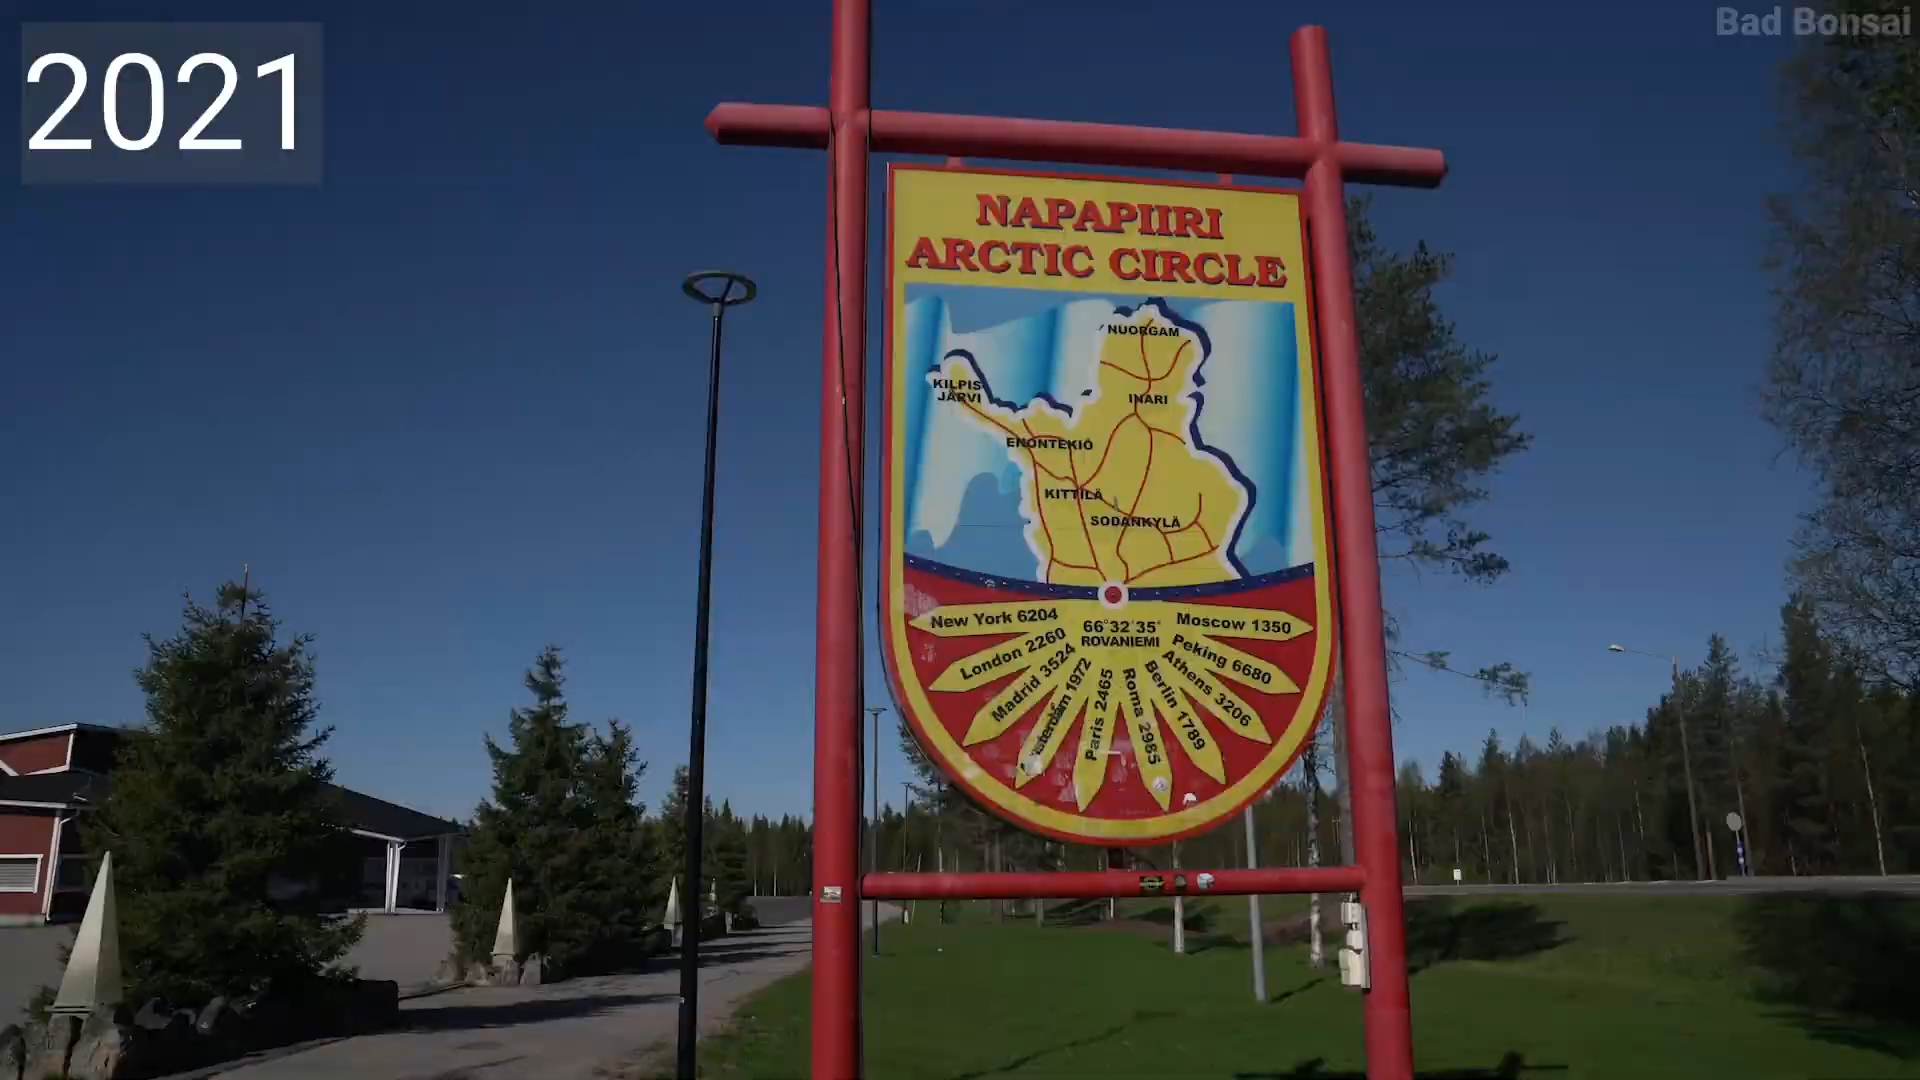 2021
Bad Bonsai
NAPAPIIRI
ARCTIC CIRCLE
NUORGAM
KILPIS-
JÄRVI
INARI
ENONTEKIÖ
KITTILÄ
SODANKYLÄ
66°32'35"
ROVANIEMI
New York 6204
London 2260
Madrid 3524
sterdam 1972
Paris 2465
Roma 2985
Berlin 1789
Athens 3206
Peking 6680
Moscow 1350